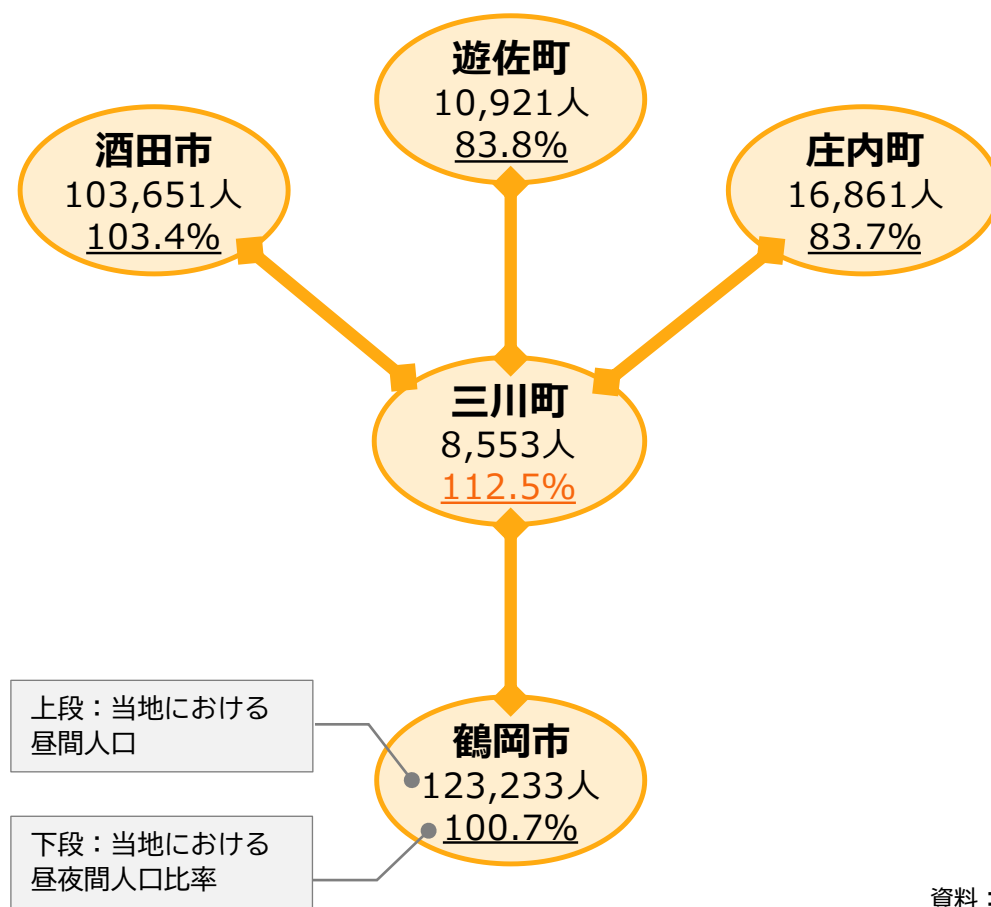 遊佐町
10,921人
83.8%
酒田市
103,651人
103.4%
庄内町
16,861人
83.7%
三川町
8,553人
112.5%
上段：当地における
昼間人口
鶴岡市
123,233人
100.7%
下段：当地における
昼夜間人口比率
資料：